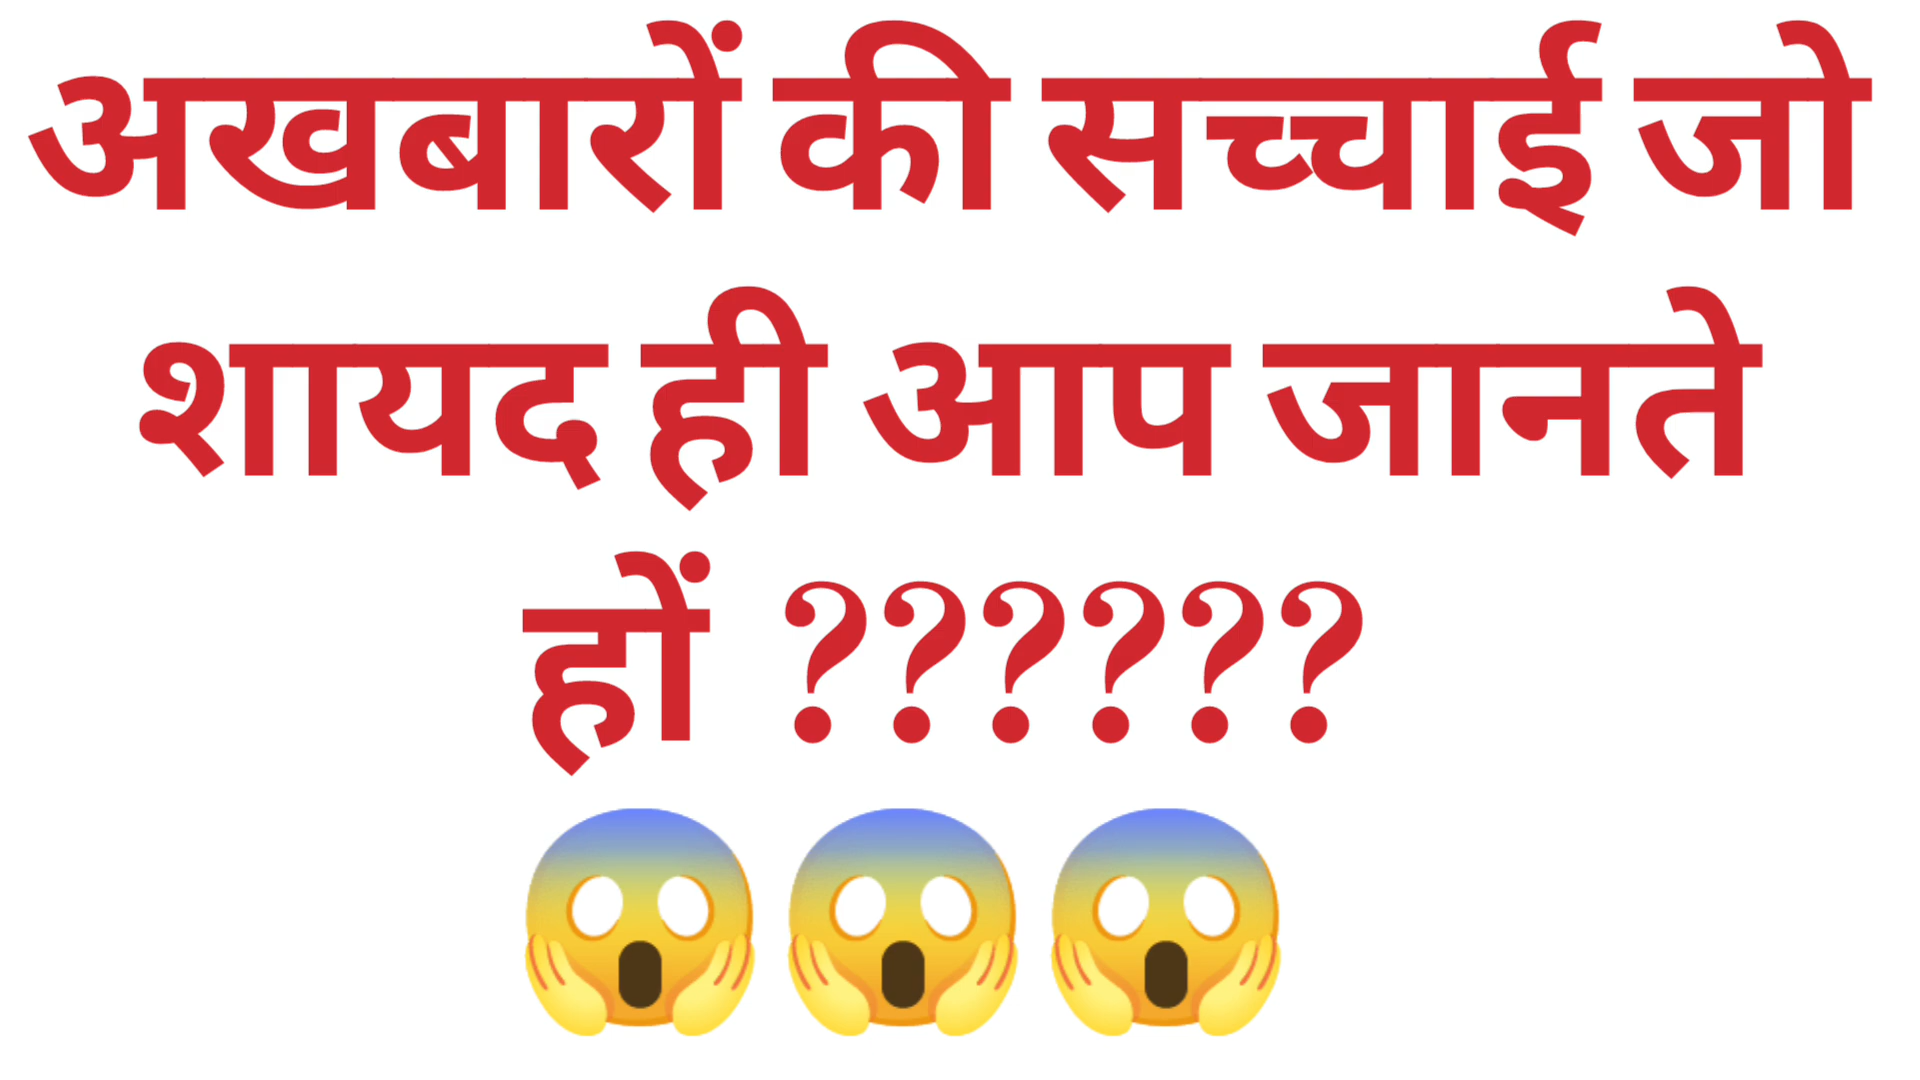 अखबारों की सच्चाई जो
शायद ही आप जानते
हों ??????
😱😱😱